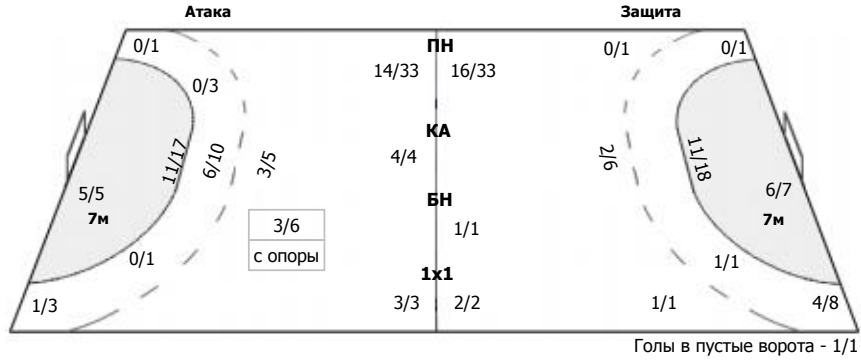 Атака Защита
0/1 ПН 0/1 0/1
0/3 14/33 16/33
11/17 6/10 3/5 КА 2/6 11/18
4/4
5/5 БН 6/7
7м 3/6 1/1 7м
0/1 с опоры 1/1
1x1
1/3 3/3 2/2 1/1 4/8
Голы в пустые ворота - 1/1